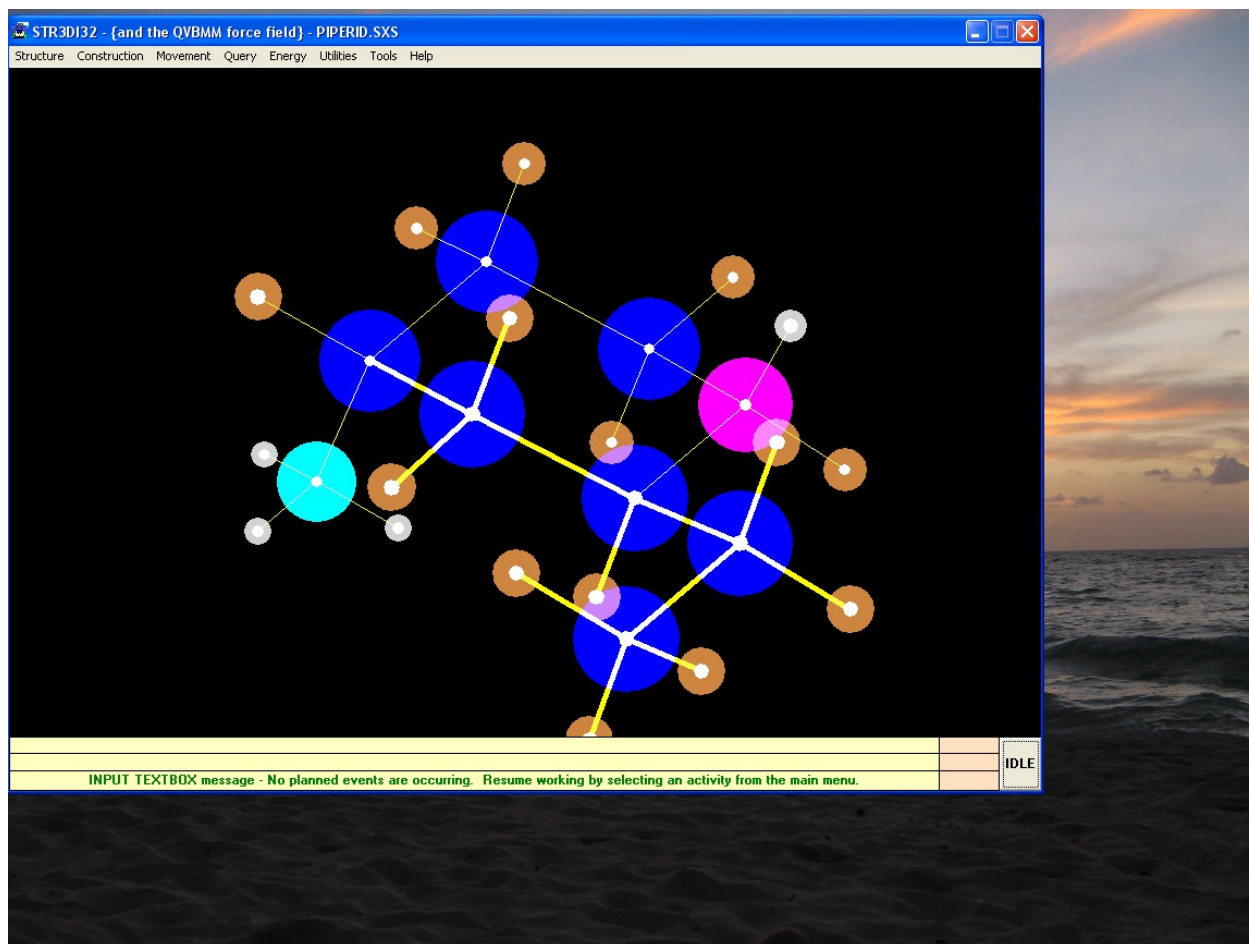 STR3DI32 - {and the QVBMM force field} - PIPERID.SXS
Structure Construction Movement Query Energy Utilities Tools Help
INPUT TEXTBOX message - No planned events are occurring. Resume working by selecting an activity from the main menu.
IDLE